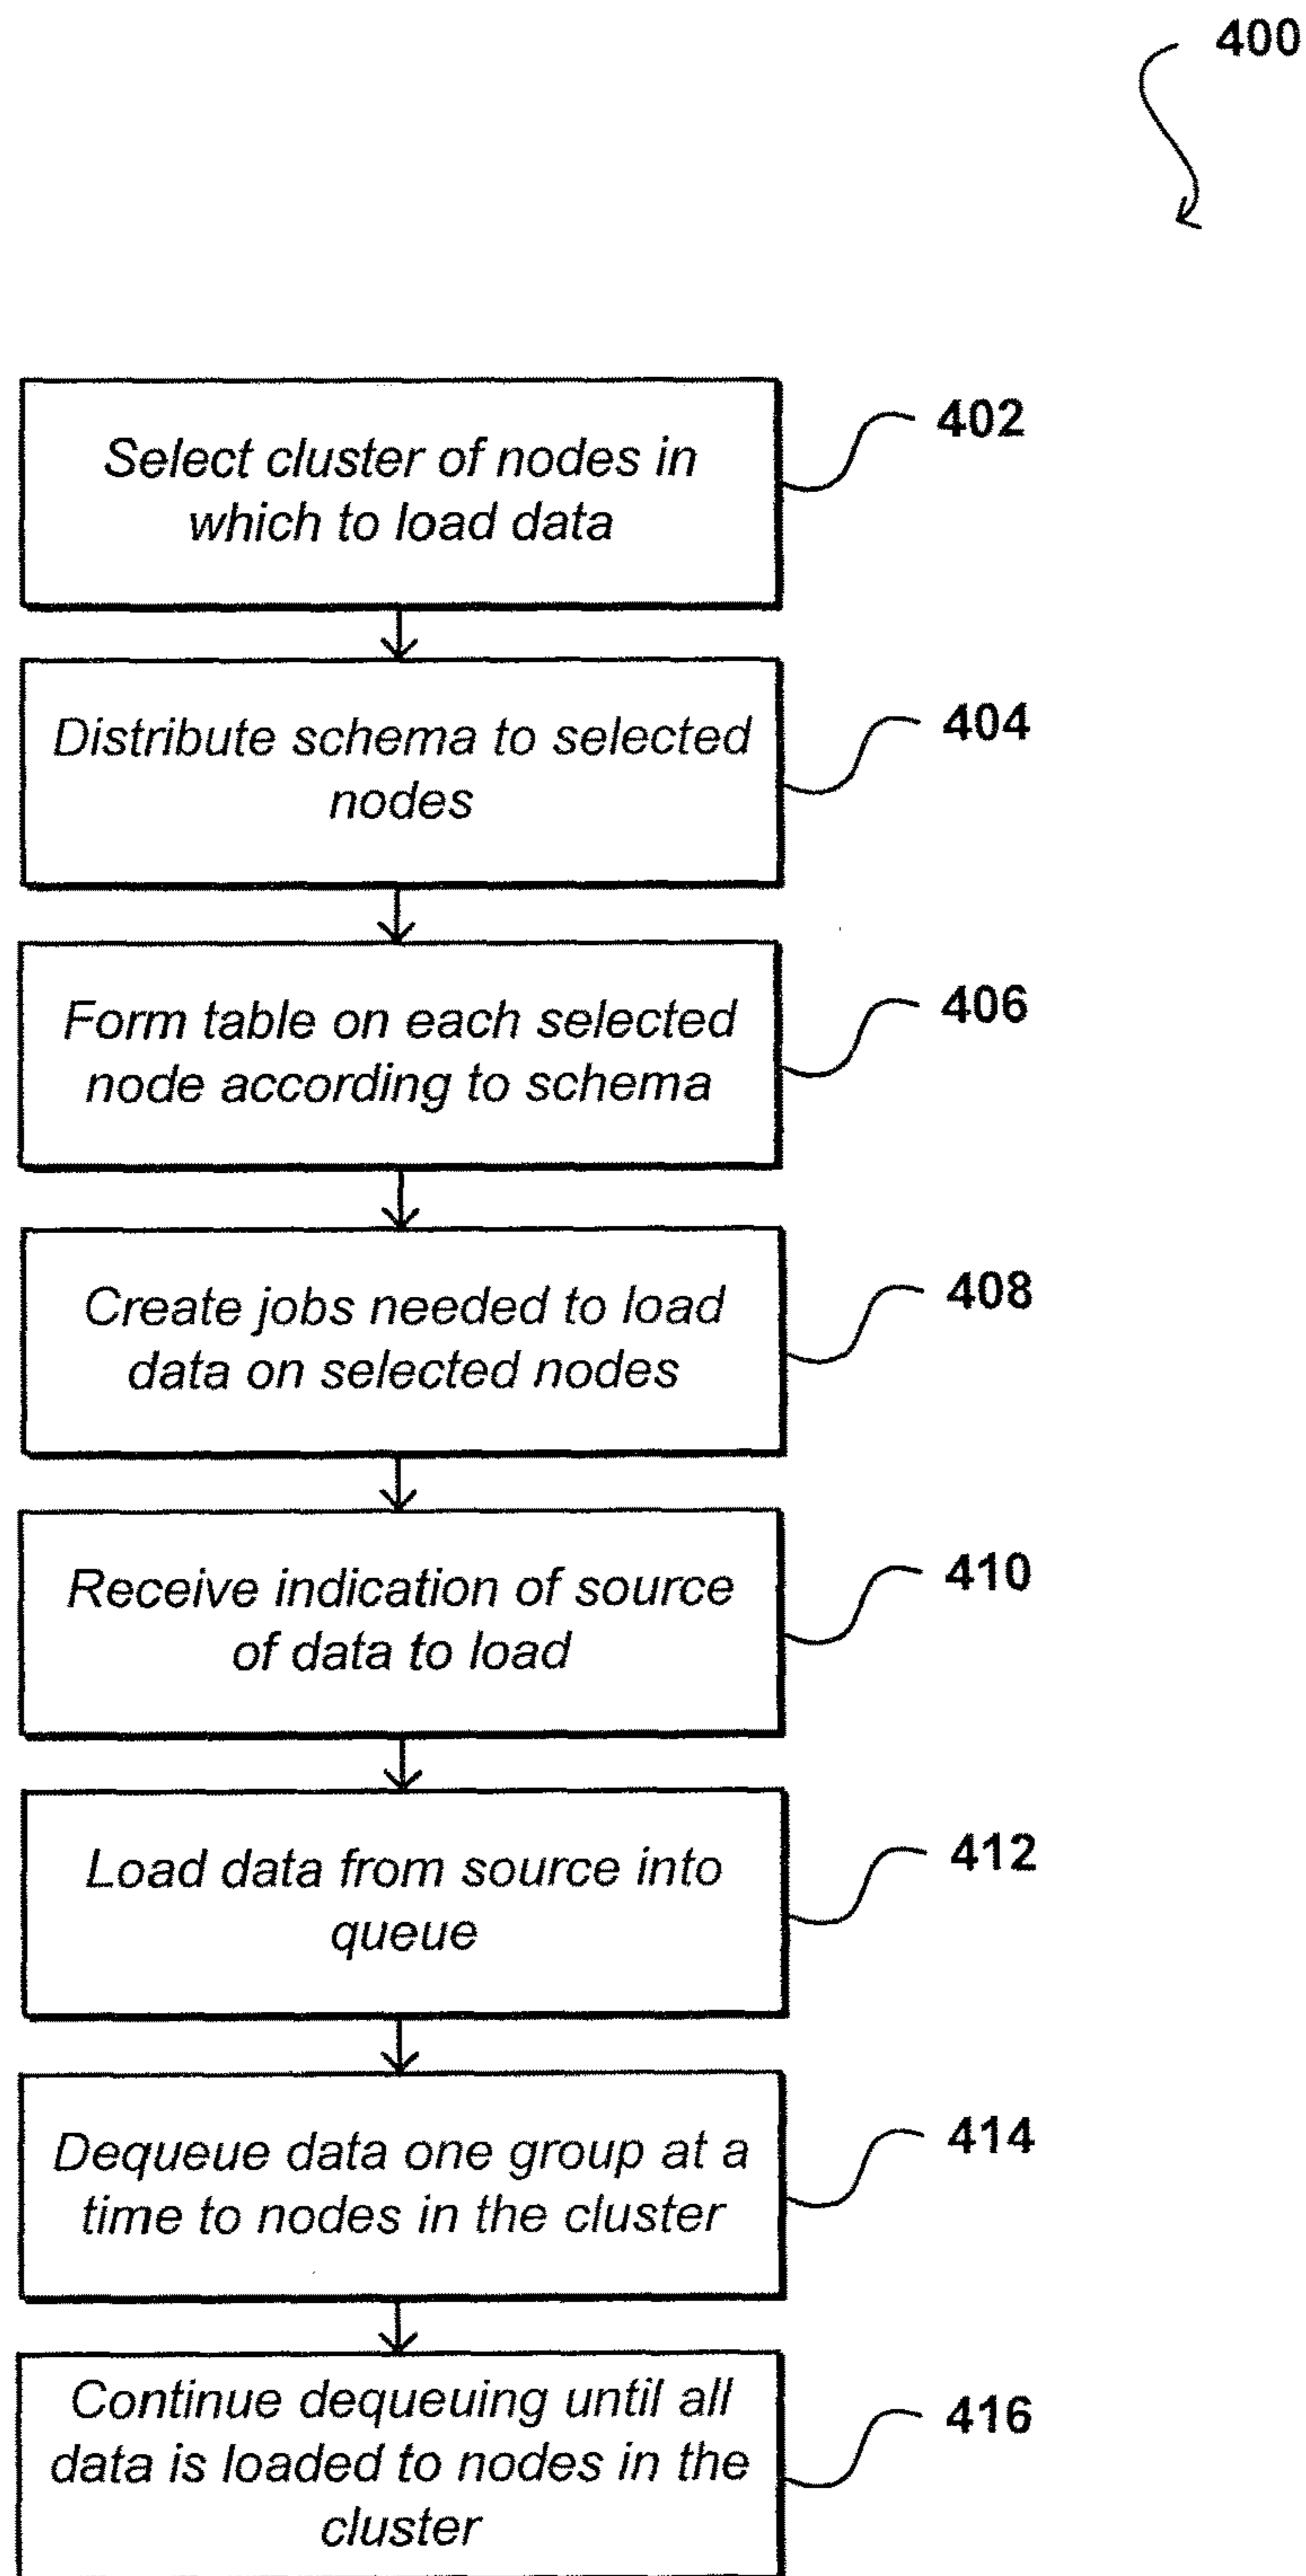 400
Select cluster of nodes in
which to load data
402
Distribute schema to selected
nodes
404
Form table on each selected
node according to schema
406
Create jobs needed to load
data on selected nodes
408
Receive indication of source
of data to load
410
Load data from source into
queue
412
Dequeue data one group at a
time to nodes in the cluster
414
Continue dequeuing until all
data is loaded to nodes in the
cluster
416